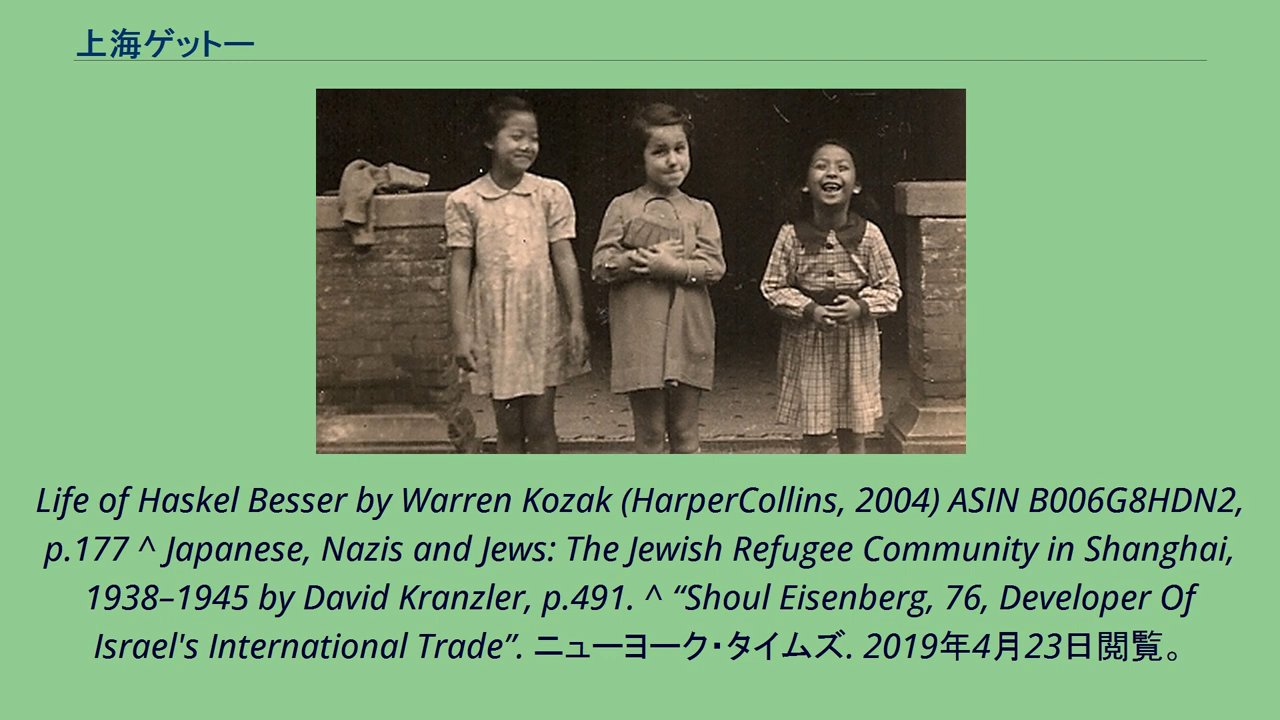 上海ゲットー
Life of Haskel Besser by Warren Kozak (HarperCollins, 2004) ASIN B006G8HDN2,
p.177 ^ Japanese, Nazis and Jews: The Jewish Refugee Community in Shanghai,
1938–1945 by David Kranzler, p.491. ^ “Shoul Eisenberg, 76, Developer Of
Israel's International Trade”. ニューヨーク・タイムズ. 2019年4月23日閲覧。